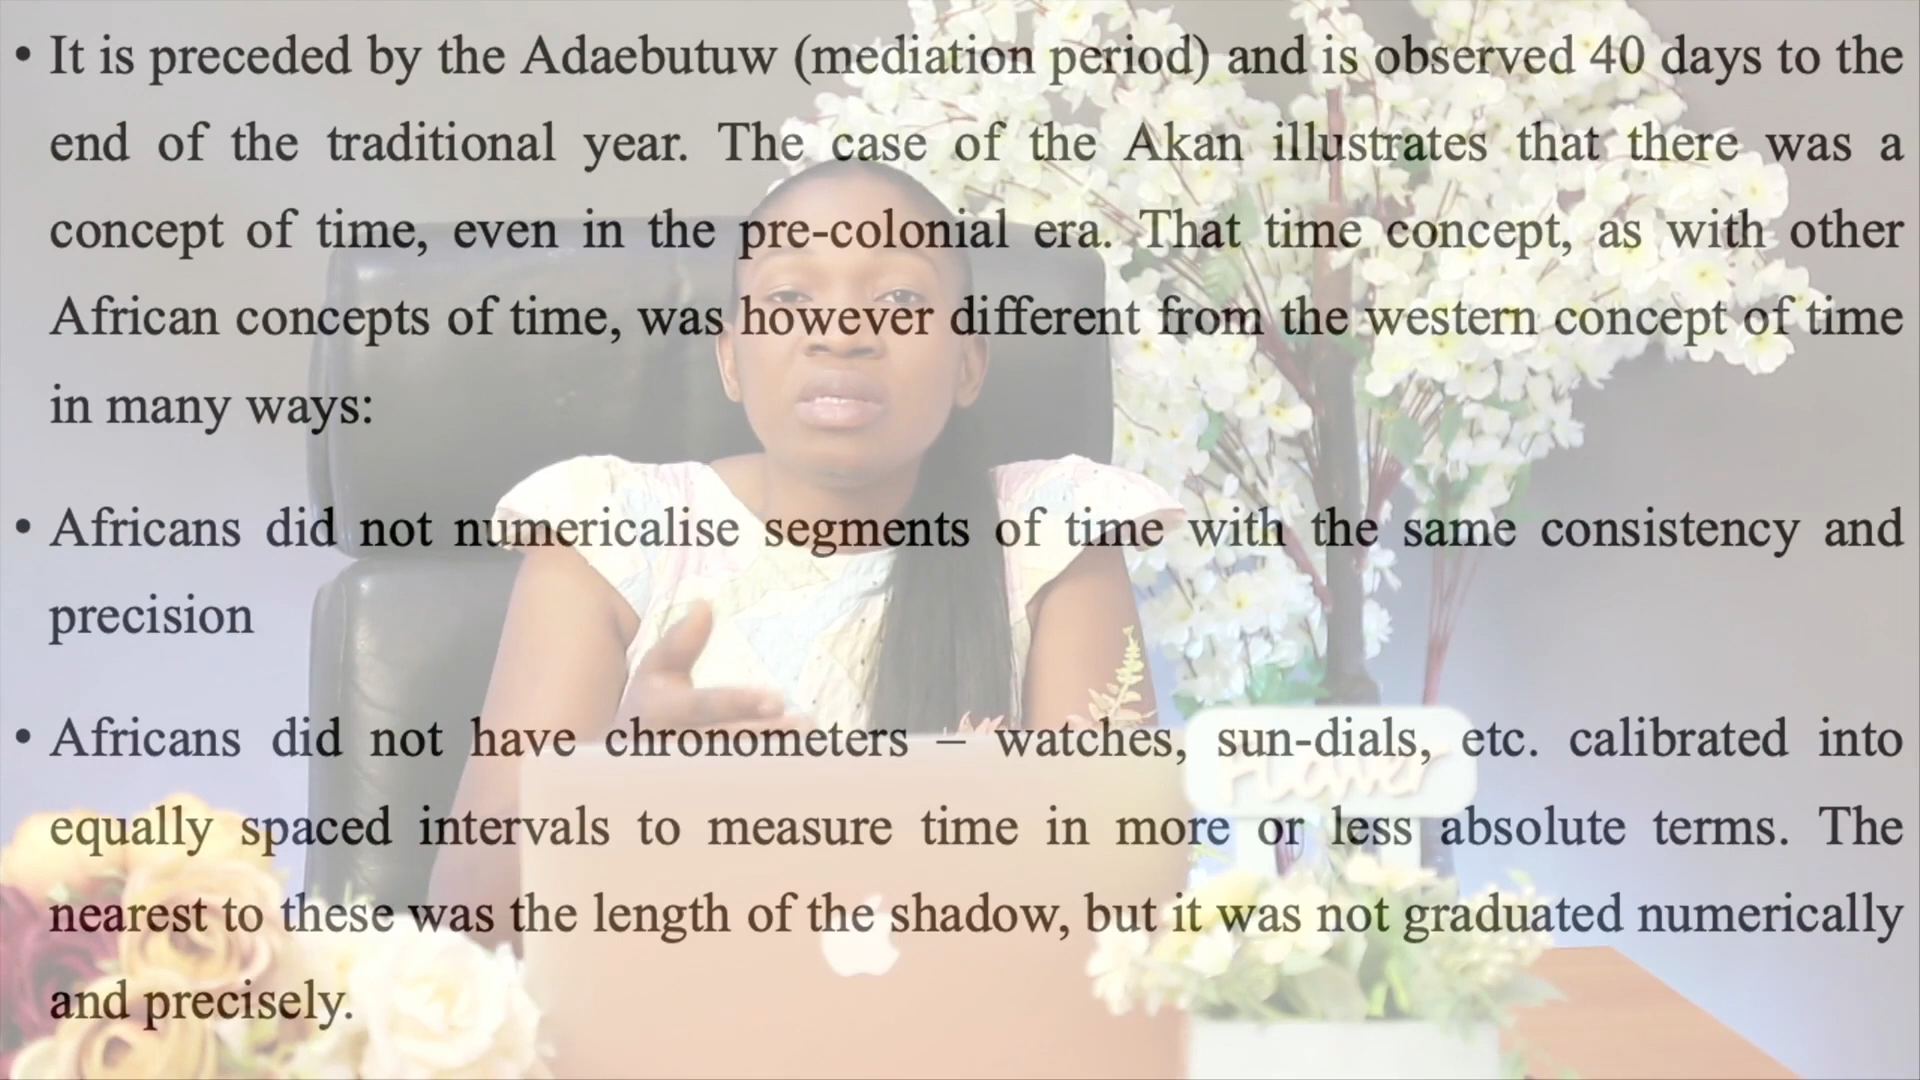 • It is preceded by the Adaebutuw (mediation period) and is observed 40 days to the
end of the traditional year. The case of the Akan illustrates that there was a
concept of time, even in the pre-colonial era. That time concept, as with other
African concepts of time, was however different from the western concept of time
in many ways:
• Africans did not numericalise segments of time with the same consistency and
precision
• Africans did not have chronometers – watches, sun-dials, etc. calibrated into
equally spaced intervals to measure time in more or less absolute terms. The
Flower
nearest to these was the length of the shadow, but it was not graduated numerically
and precisely.